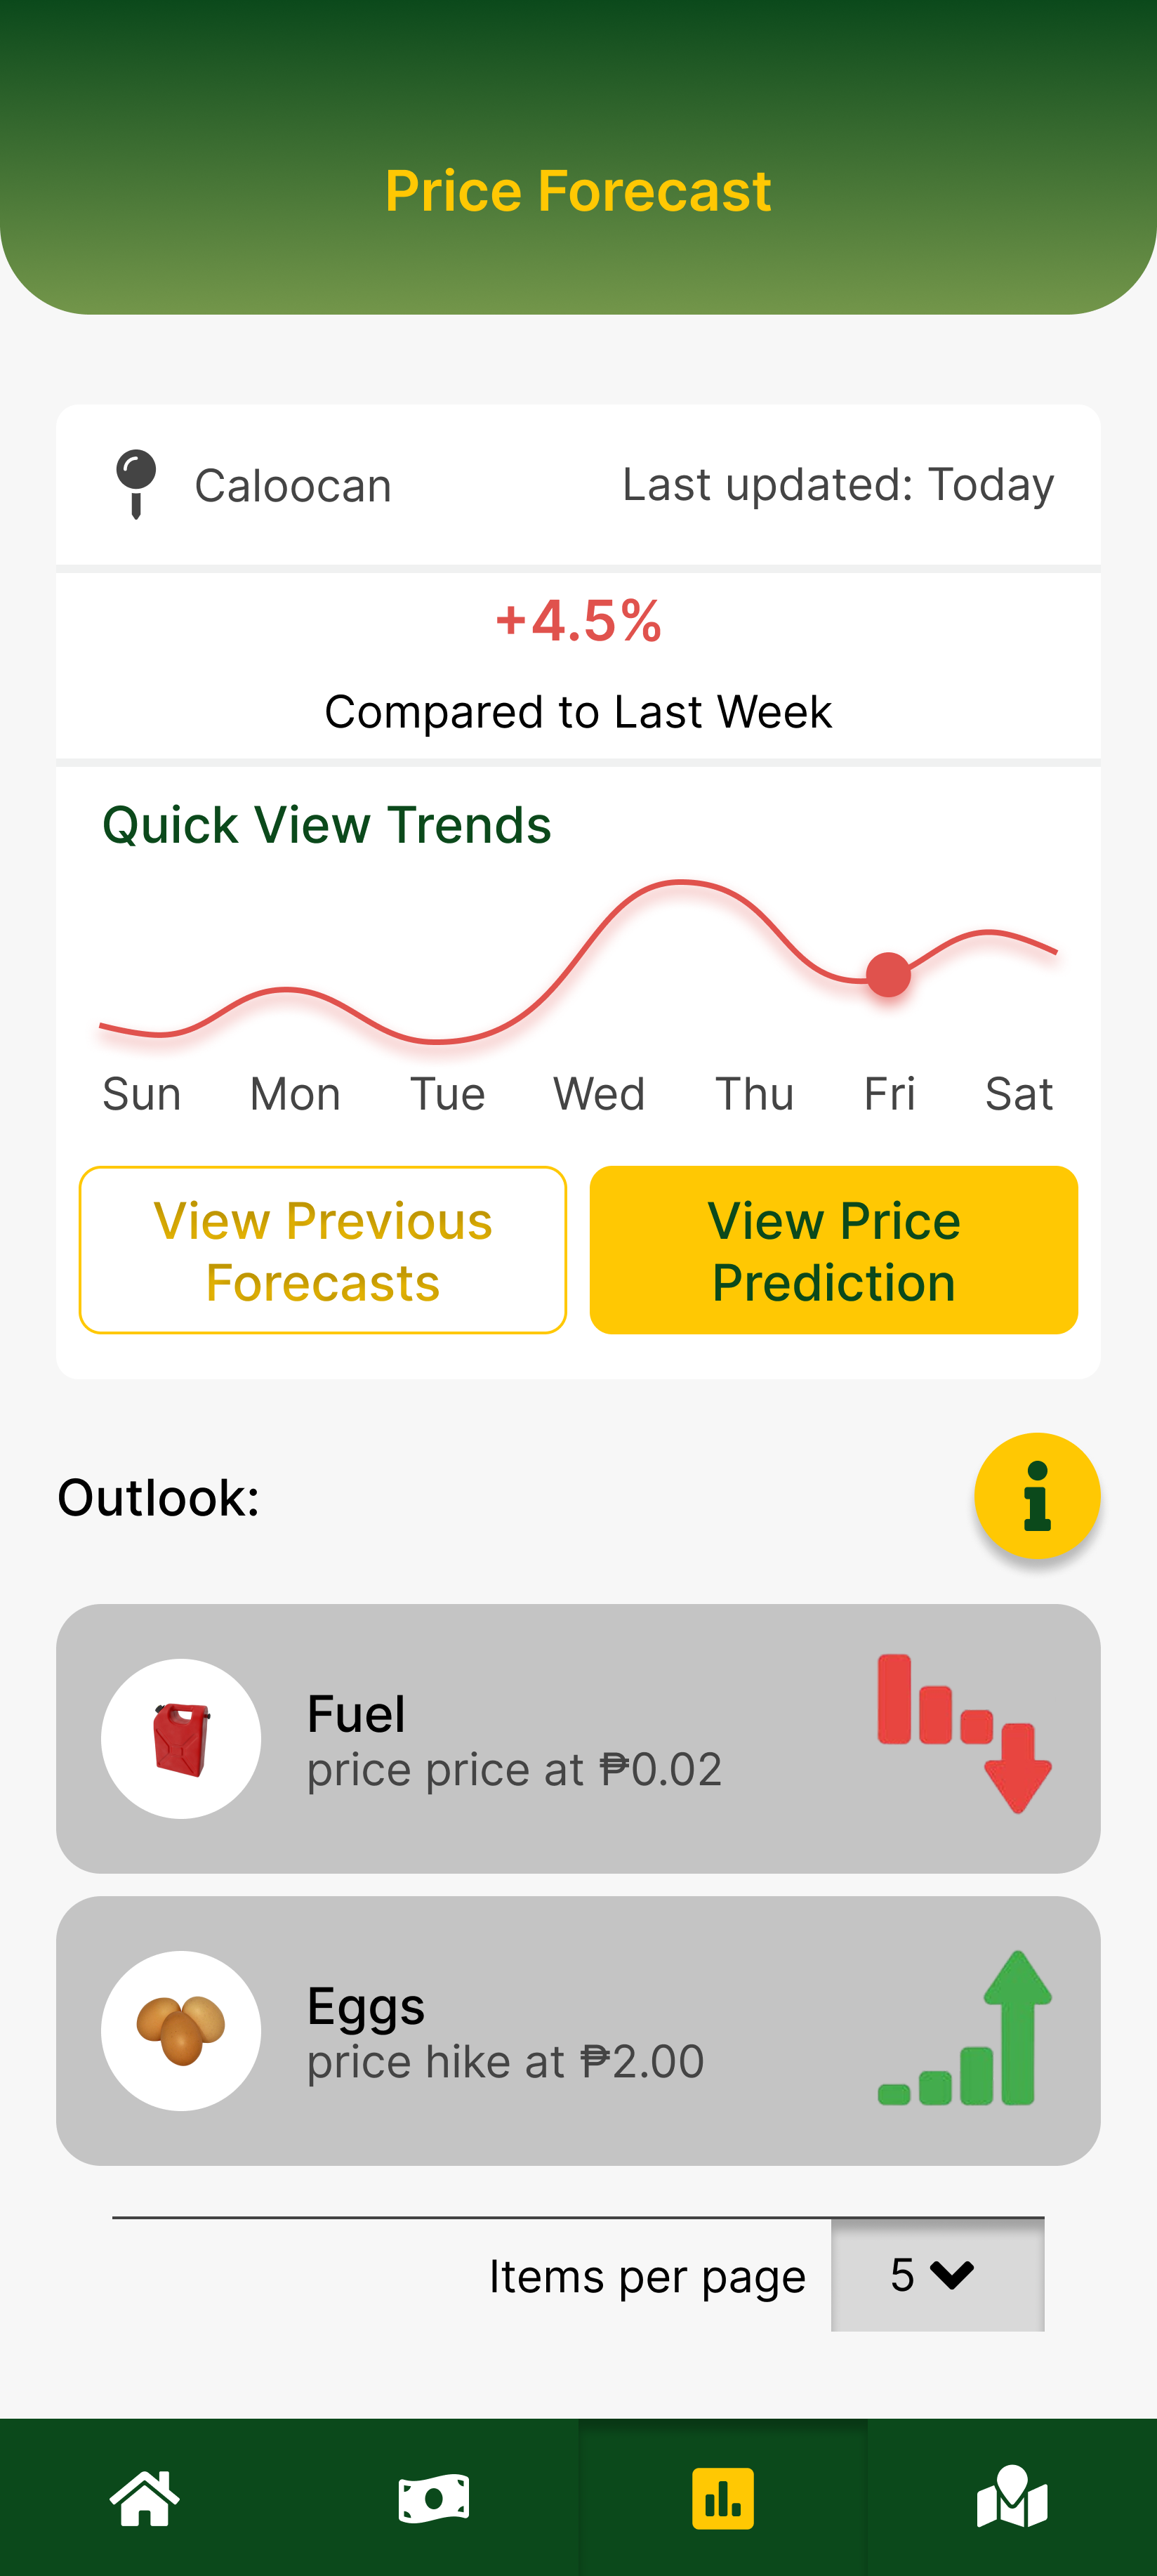 Price Forecast
Caloocan
Last updated: Today
+4.5%
Compared to Last Week
Quick View Trends
Sun Mon Tue Wed Thu Fri Sat
View Previous
Forecasts
View Price
Prediction
Outlook:
Fuel
price price at ₱0.02
Eggs
price hike at ₱2.00
Items per page
5